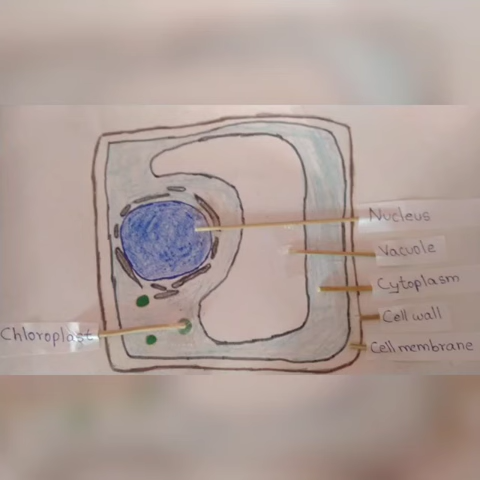 Nucleus
Vacuole
Cytoplasm
Cell wall
Chloroplast
Cell membrane